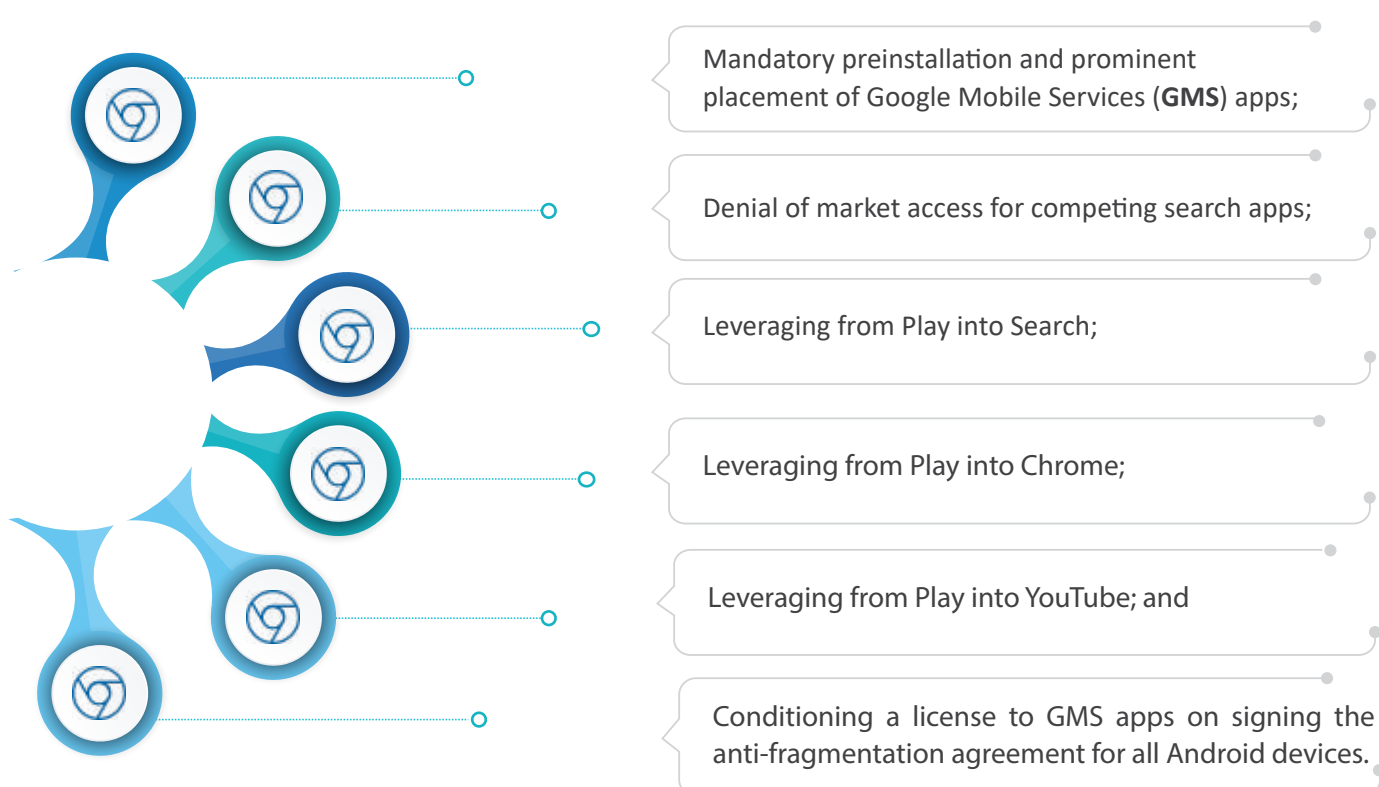 Mandatory preinstallation and prominent
placement of Google Mobile Services (GMS) apps;
Denial of market access for competing search apps;
Leveraging from Play into Search;
Leveraging from Play into Chrome;
Leveraging from Play into YouTube; and
Conditioning a license to GMS apps on signing the
anti-fragmentation agreement for all Android devices.